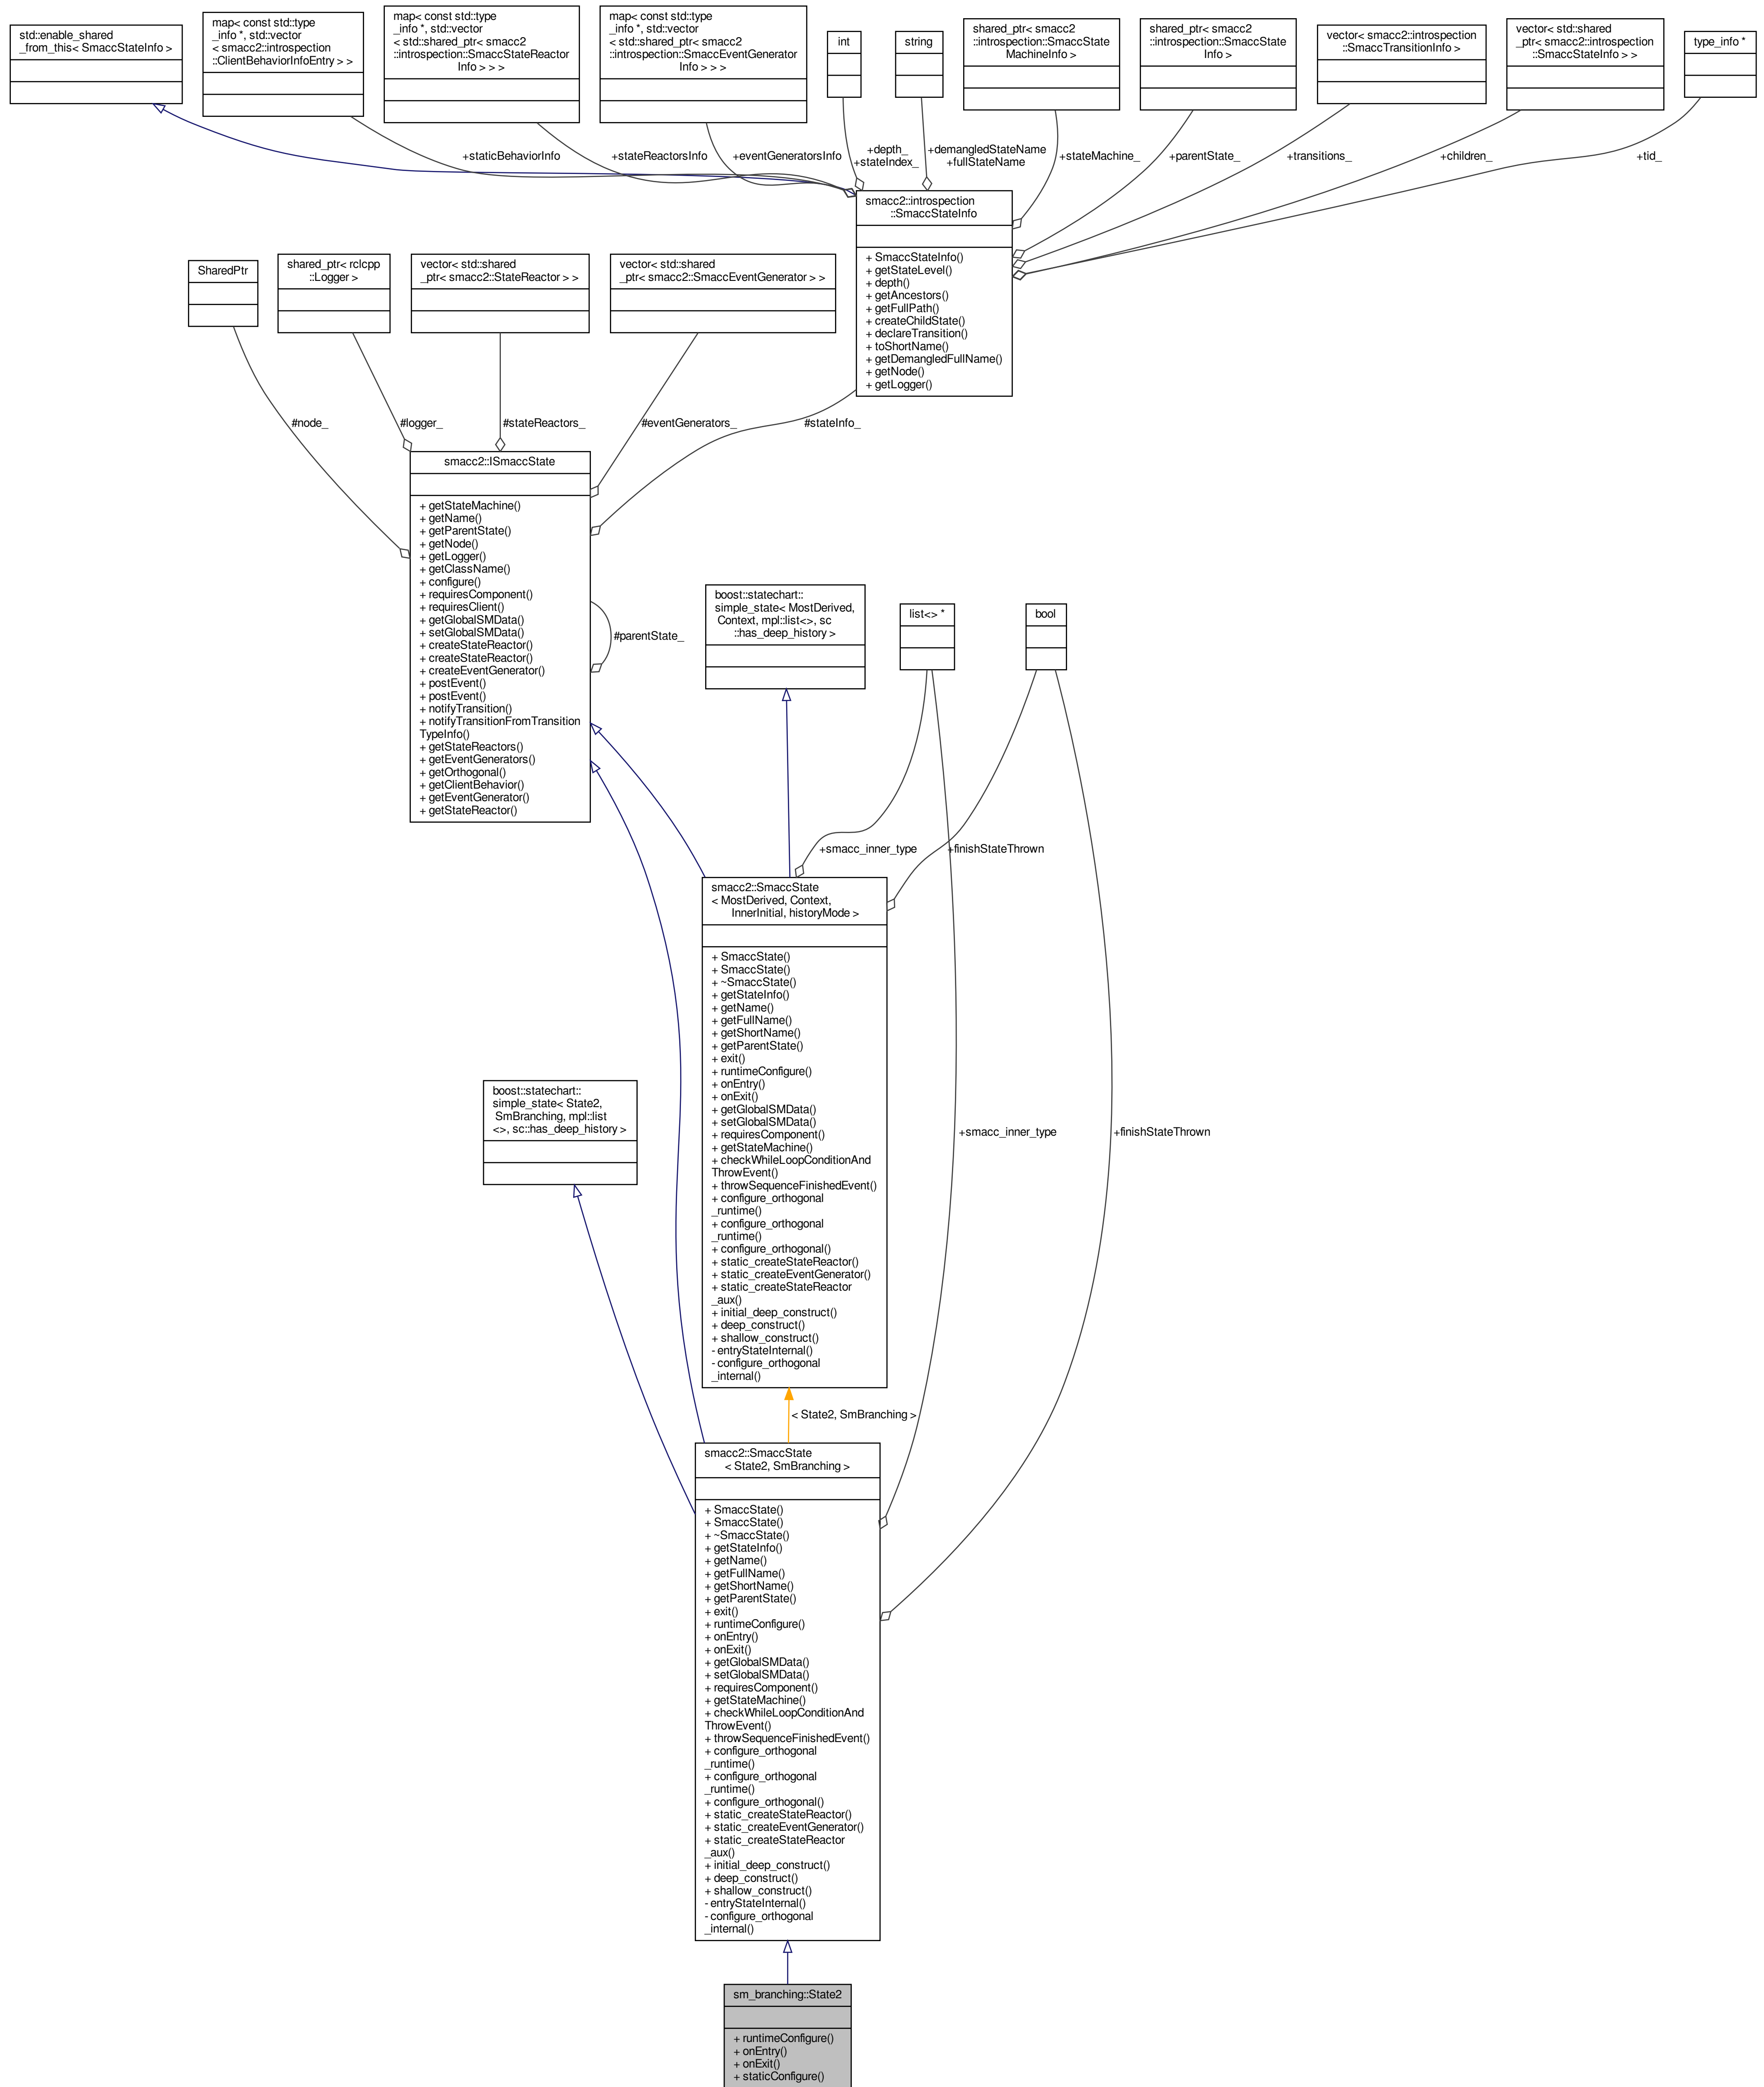 std::enable_shared
_from_this< SmaccStateInfo >
map< const std::type
_info *, std::vector
< smacc2::introspection
::ClientBehaviorInfoEntry > >
map< const std::type
_info *, std::vector
< std::shared_ptr< smacc2
::introspection::SmaccStateReactor
Info > > >
map< const std::type
_info *, std::vector
< std::shared_ptr< smacc2
::introspection::SmaccEventGenerator
Info > > >
int
string
shared_ptr< smacc2
::introspection::SmaccState
MachineInfo >
shared_ptr< smacc2
::introspection::SmaccState
Info >
vector< smacc2::introspection
::SmaccTransitionInfo >
vector< std::shared
_ptr< smacc2::introspection
::SmaccStateInfo > >
type_info *
+staticBehaviorInfo
+stateReactorsInfo
+eventGeneratorsInfo
+depth_
+stateIndex_
+demangledStateName
+fullStateName
+stateMachine_
+parentState_
+transitions_
+children_
+tid_
smacc2::introspection
::SmaccStateInfo
+ SmaccStateInfo()
+ getStateLevel()
+ depth()
+ getAncestors()
+ getFullPath()
+ createChildState()
+ declareTransition()
+ toShortName()
+ getDemangledFullName()
+ getNode()
+ getLogger()
SharedPtr
shared_ptr< rclcpp
::Logger >
vector< std::shared
_ptr< smacc2::StateReactor > >
vector< std::shared
_ptr< smacc2::SmaccEventGenerator > >
#node_
#logger_
#stateReactors_
#eventGenerators_
#stateInfo_
smacc2::ISmaccState
+ getStateMachine()
+ getName()
+ getParentState()
+ getNode()
+ getLogger()
+ getClassName()
+ configure()
+ requiresComponent()
+ requiresClient()
+ getGlobalSMData()
+ setGlobalSMData()
+ createStateReactor()
+ createStateReactor()
+ createEventGenerator()
+ postEvent()
+ postEvent()
+ notifyTransition()
+ notifyTransitionFromTransition
TypeInfo()
+ getStateReactors()
+ getEventGenerators()
+ getOrthogonal()
+ getClientBehavior()
+ getEventGenerator()
+ getStateReactor()
#parentState_
boost::statechart::
simple_state< MostDerived,
Context, mpl::list<>, sc
::has_deep_history >
list<> *
bool
+smacc_inner_type
+finishStateThrown
smacc2::SmaccState
< MostDerived, Context,
InnerInitial, historyMode >
+ SmaccState()
+ SmaccState()
+ ~SmaccState()
+ getStateInfo()
+ getName()
+ getFullName()
+ getShortName()
+ getParentState()
+ exit()
+ runtimeConfigure()
+ onEntry()
+ onExit()
+ getGlobalSMData()
+ setGlobalSMData()
+ requiresComponent()
+ getStateMachine()
+ checkWhileLoopConditionAnd
ThrowEvent()
+ throwSequenceFinishedEvent()
+ configure_orthogonal
_runtime()
+ configure_orthogonal
_runtime()
+ configure_orthogonal()
+ static_createStateReactor()
+ static_createEventGenerator()
+ static_createStateReactor
_aux()
+ initial_deep_construct()
+ deep_construct()
+ shallow_construct()
- entryStateInternal()
- configure_orthogonal
_internal()
boost::statechart::
simple_state< State2,
SmBranching, mpl::list
<>, sc::has_deep_history >
+smacc_inner_type
+finishStateThrown
< State2, SmBranching >
smacc2::SmaccState
< State2, SmBranching >
+ SmaccState()
+ SmaccState()
+ ~SmaccState()
+ getStateInfo()
+ getName()
+ getFullName()
+ getShortName()
+ getParentState()
+ exit()
+ runtimeConfigure()
+ onEntry()
+ onExit()
+ getGlobalSMData()
+ setGlobalSMData()
+ requiresComponent()
+ getStateMachine()
+ checkWhileLoopConditionAnd
ThrowEvent()
+ throwSequenceFinishedEvent()
+ configure_orthogonal
_runtime()
+ configure_orthogonal
_runtime()
+ configure_orthogonal()
+ static_createStateReactor()
+ static_createEventGenerator()
+ static_createStateReactor
_aux()
+ initial_deep_construct()
+ deep_construct()
+ shallow_construct()
- entryStateInternal()
- configure_orthogonal
_internal()
sm_branching::State2
+ runtimeConfigure()
+ onEntry()
+ onExit()
+ staticConfigure()